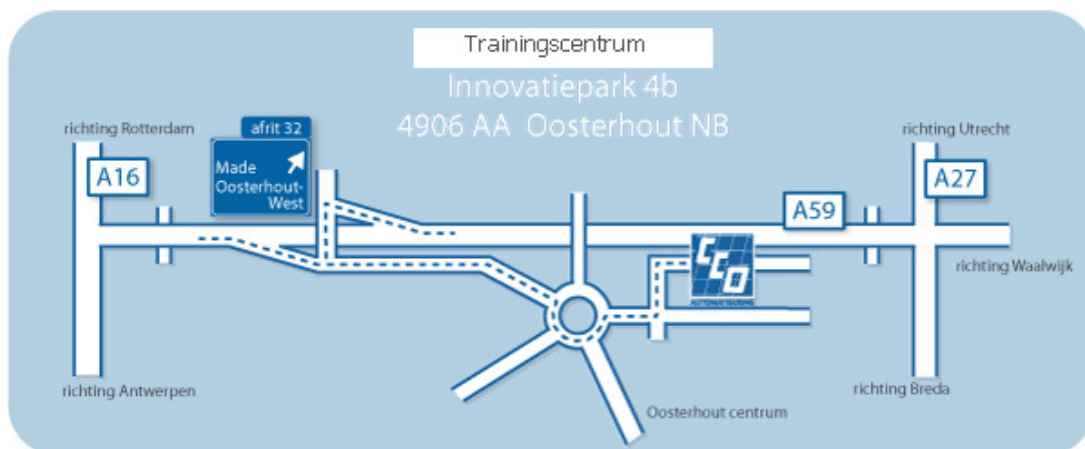 Trainingscentrum
Innovatiepark 4b
4906 AA Oosterhout NB
richting Rotterdam
afrit 32
richting Utrecht
Made
Oosterhout-
West
A16
A27
A59
CCO
AUTOMATISERING
richting Waalwijk
richting Antwerpen
richting Breda
Oosterhout centrum